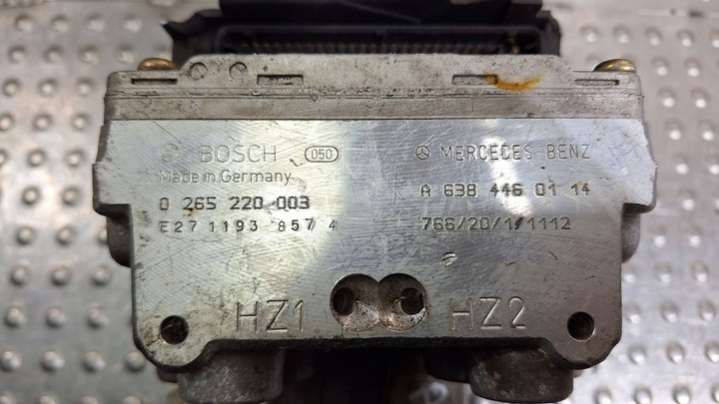 BOSCH 050
Made in Germany
0 265 220 003
E27 1193 857 4
MERCECES BENZ
A 638 446 01 14
766/20/1/1112
HZ1 HZ2